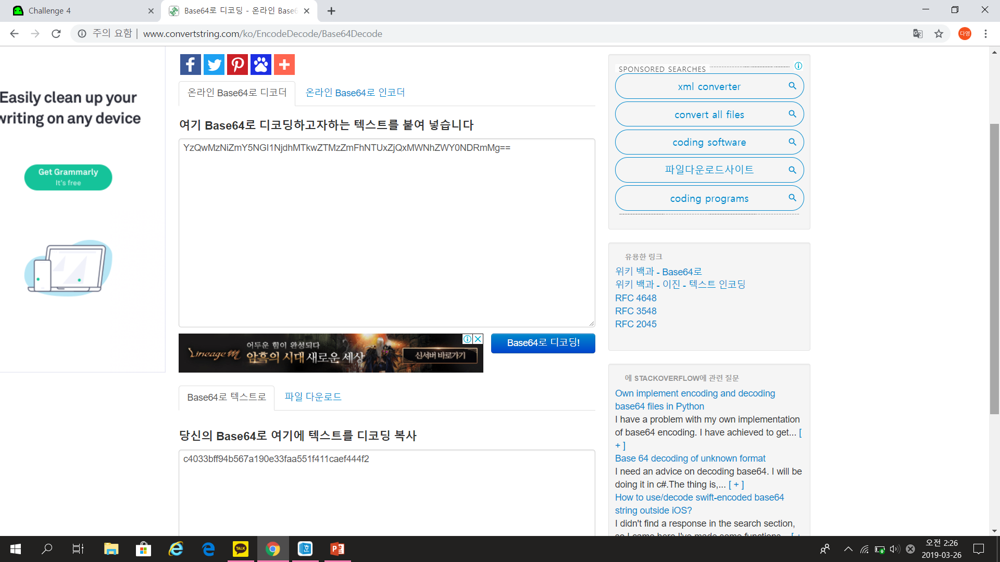 Challenge 4
Base64로 디코딩 - 온라인 Base6
주의 요함 | www.convertstring.com/ko/EncodeDecode/Base64Decode
다영
Easily clean up your
writing on any device
Get Grammarly
It's free
온라인 Base64로 디코더
온라인 Base64로 인코더
여기 Base64로 디코딩하고자하는 텍스트를 붙여 넣습니다
YzQwMzNiZmY5NGI1NjdhMTkwZTMzZmFhNTUxZjQxMWNhZWY0NDRmMg==
어두운 힘이 완성되다
Lineage M 암흑의 시대 새로운 세상
신서버 바로가기
Base64로 디코딩!
Base64로 텍스트로
파일 다운로드
당신의 Base64로 여기에 텍스트를 디코딩 복사
c4033bff94b567a190e33faa551f411caef444f2
SPONSORED SEARCHES
xml converter
convert all files
coding software
파일다운로드사이트
coding programs
유용한 링크
위키 백과 - Base64로
위키 백과 - 이진 - 텍스트 인코딩
RFC 4648
RFC 3548
RFC 2045
에 STACKOVERFLOW에 관련 질문
Own implement encoding and decoding
base64 files in Python
I have a problem with my own implementation
of base64 encoding. I have achieved to get... [
+ ]
Base 64 decoding of unknown format
I need an advice on decoding base64. I will be
doing it in c#.The thing is,... [ + ]
How to use/decode swift-encoded base64
string outside iOS?
I didn't find a response in the search section,
so I came here I've made some functions... [ +
TALK
오전 2:26
2019-03-26